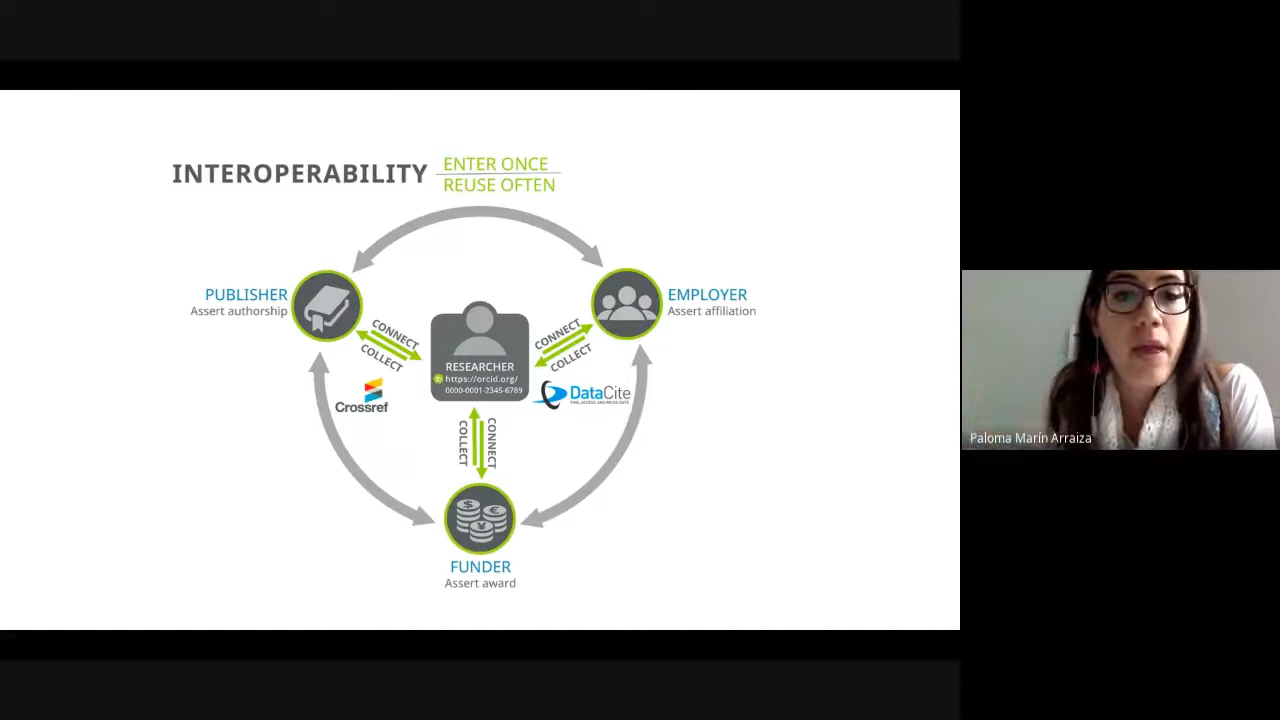 INTEROPERABILITY
ENTER ONCE
REUSE OFTEN
PUBLISHER
Assert authorship
EMPLOYER
Assert affiliation
CONNECT
COLLECT
CONNECT
COLLECT
RESEARCHER
iD https://orcid.org/
0000-0001-2345-6789
Crossref
DataCite
FIND, ACCESS, AND REUSE DATA
COLLECT
CONNECT
FUNDER
Assert award
$
€
¥
Paloma Marín Arraiza